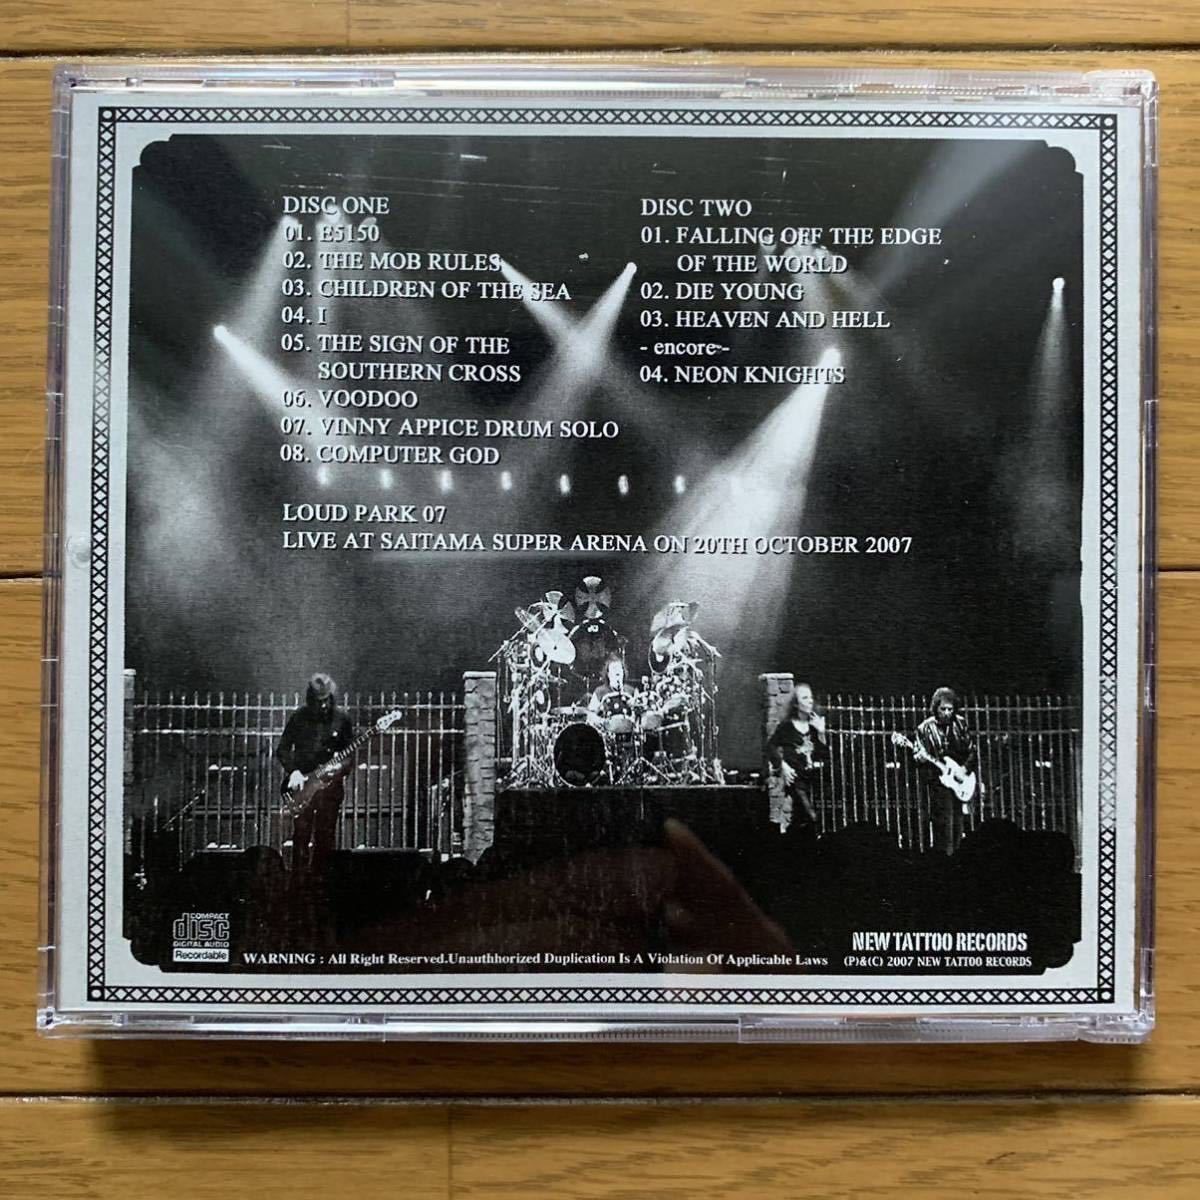 DISC ONE
01. E5150
02. THE MOB RULES
03. CHILDREN OF THE SEA
04. I
05. THE SIGN OF THE
SOUTHERN CROSS
06. VOODOO
07. VINNY APPICE DRUM SOLO
08. COMPUTER GOD
DISC TWO
01. FALLING OFF THE EDGE
OF THE WORLD
02. DIE YOUNG
03. HEAVEN AND HELL
- encore -
04. NEON KNIGHTS
LOUD PARK 07
LIVE AT SAITAMA SUPER ARENA ON 20TH OCTOBER 2007
COMPACT
disc
DIGITAL AUDIO
Recordable
WARNING : All Right Reserved.Unauthhorized Duplication Is A Violation Of Applicable Laws
NEW TATTOO RECORDS
(P)&(C) 2007 NEW TATTOO RECORDS